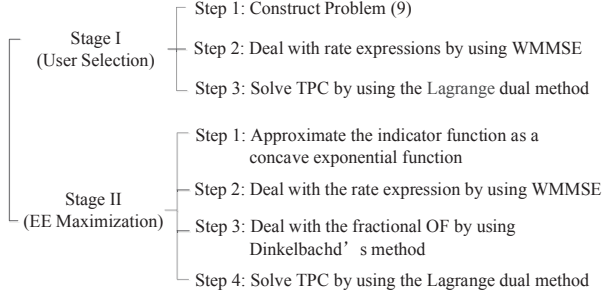 Stage I
(User Selection)
Step 1: Construct Problem (9)
Step 2: Deal with rate expressions by using WMMSE
Step 3: Solve TPC by using the Lagrange dual method
Stage II
(EE Maximization)
Step 1: Approximate the indicator function as a
concave exponential function
Step 2: Deal with the rate expression by using WMMSE
Step 3: Deal with the fractional OF by using
Dinkelbachd’s method
Step 4: Solve TPC by using the Lagrange dual method